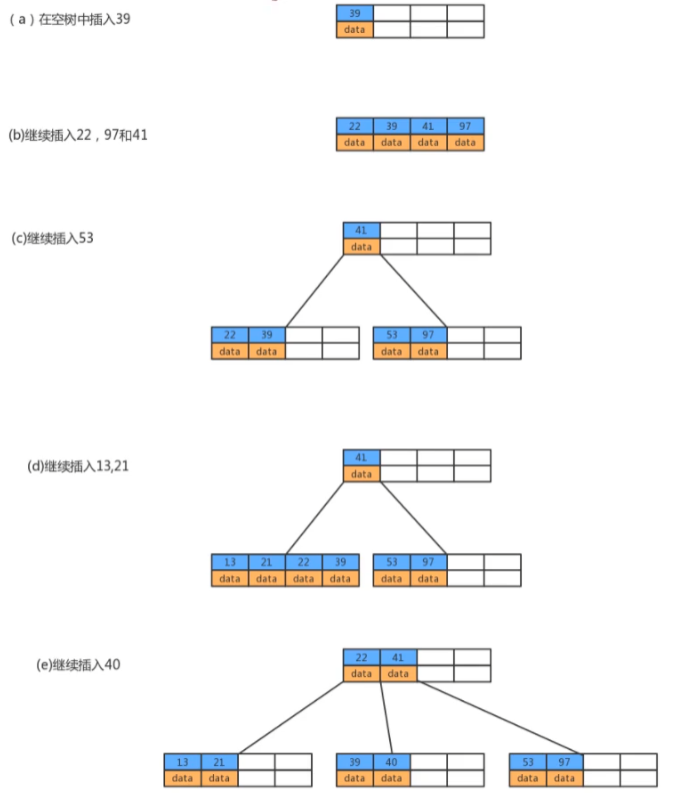 (a)在空树中插入39
39
data
(b)继续插入22，97和41
22 39 41 97
data data data data
(c)继续插入53
41
data
22 39 53 97
data data data data
(d)继续插入13,21
41
data
13 21 22 39 53 97
data data data data data data
(e)继续插入40
22 41
data data
13 21 39 40 53 97
data data data data data data